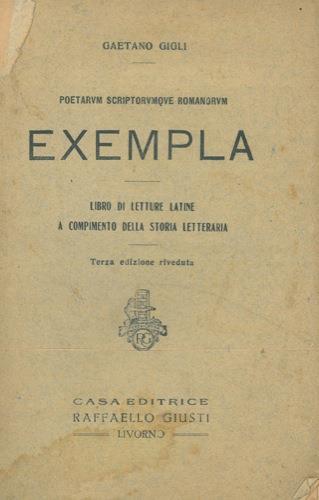 GAETANO GIGLI
POETARVM SCRIPTORVMQVE ROMANORVM
EXEMPLA
LIBRO DI LETTURE LATINE
A COMPIMENTO DELLA STORIA LETTERARIA
Terza edizione riveduta
RG
CASA EDITRICE
RAFFAELLO GIUSTI
LIVORNO